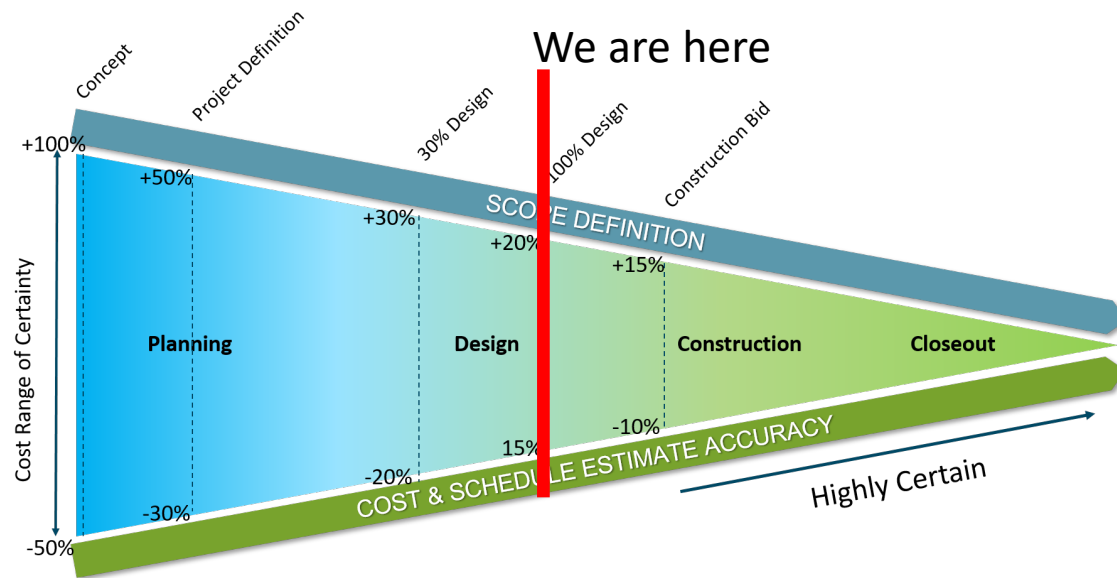 We are here
Concept
Project Definition
30% Design
100% Design
Construction Bid
+100%
+50%
+30%
+20%
+15%
SCOPE DEFINITION
Cost Range of Certainty
Planning
Design
Construction
Closeout
-50%
-30%
-20%
15%
-10%
COST & SCHEDULE ESTIMATE ACCURACY
Highly Certain